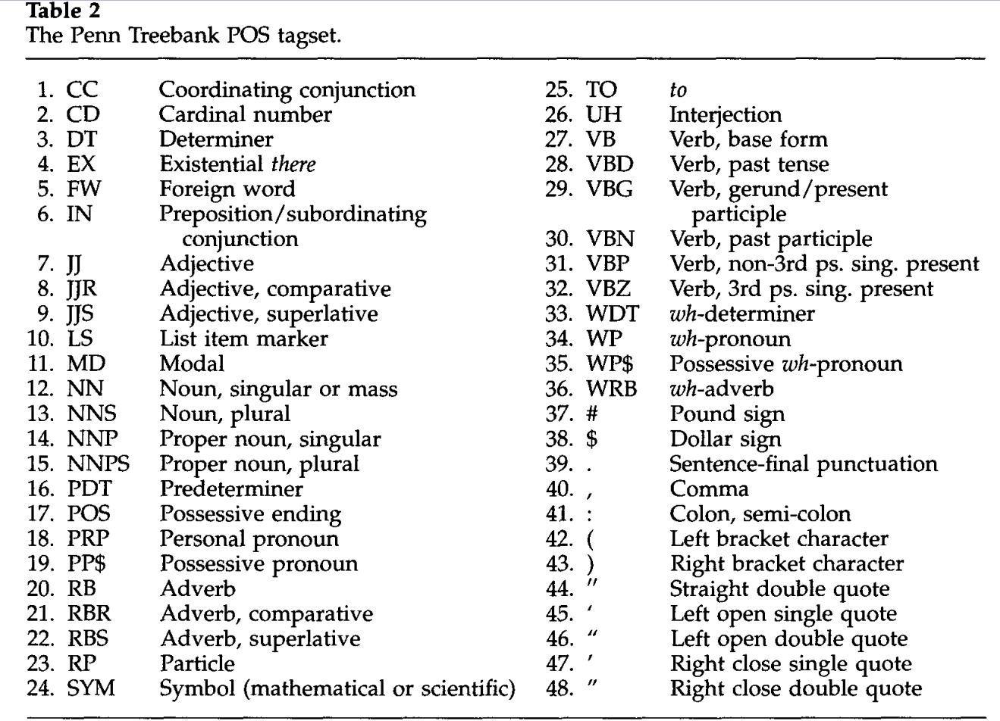 Table 2
The Penn Treebank POS tagset.
1. CC Coordinating conjunction
2. CD Cardinal number
3. DT Determiner
4. EX Existential there
5. FW Foreign word
6. IN Preposition/subordinating
conjunction
7. JJ Adjective
8. JJR Adjective, comparative
9. JJS Adjective, superlative
10. LS List item marker
11. MD Modal
12. NN Noun, singular or mass
13. NNS Noun, plural
14. NNP Proper noun, singular
15. NNPS Proper noun, plural
16. PDT Predeterminer
17. POS Possessive ending
18. PRP Personal pronoun
19. PP$ Possessive pronoun
20. RB Adverb
21. RBR Adverb, comparative
22. RBS Adverb, superlative
23. RP Particle
24. SYM Symbol (mathematical or scientific)
25. TO to
26. UH Interjection
27. VB Verb, base form
28. VBD Verb, past tense
29. VBG Verb, gerund/present
participle
30. VBN Verb, past participle
31. VBP Verb, non-3rd ps. sing. present
32. VBZ Verb, 3rd ps. sing. present
33. WDT wh-determiner
34. WP wh-pronoun
35. WP$ Possessive wh-pronoun
36. WRB wh-adverb
37. # Pound sign
38. $ Dollar sign
39. . Sentence-final punctuation
40. , Comma
41. : Colon, semi-colon
42. ( Left bracket character
43. ) Right bracket character
44. " Straight double quote
45. ‘ Left open single quote
46. “ Left open double quote
47. ’ Right close single quote
48. ” Right close double quote